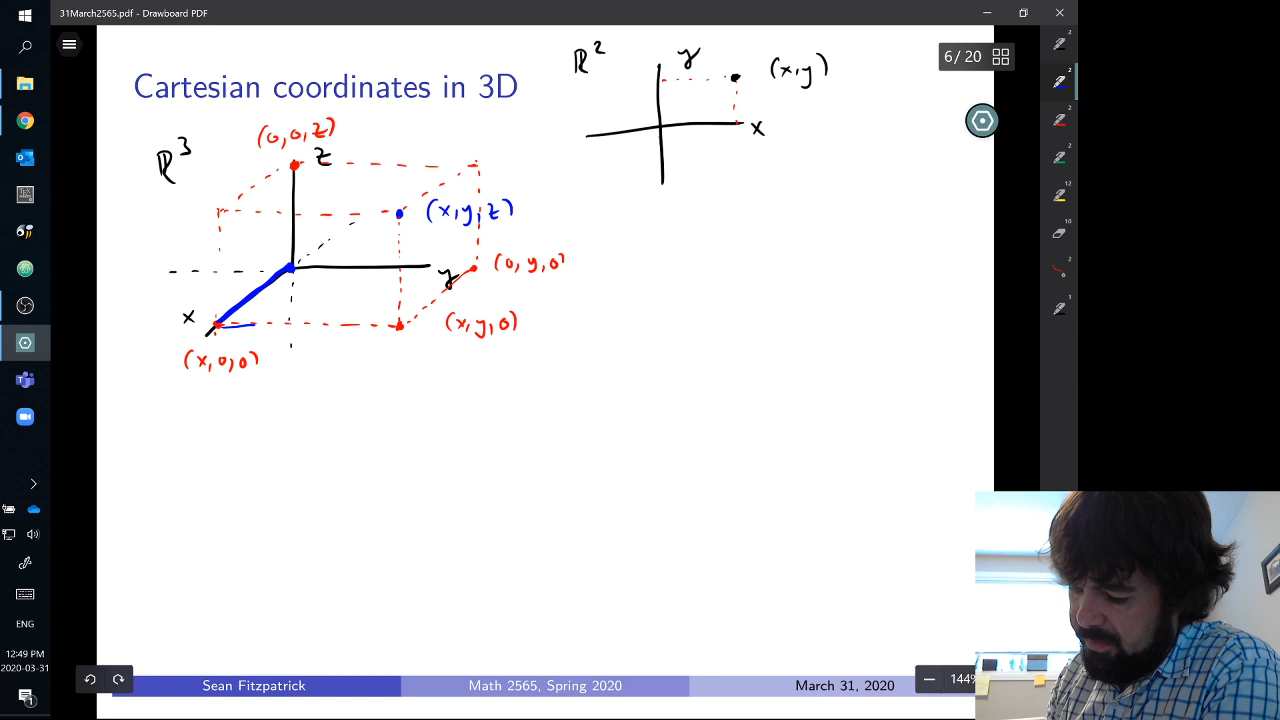 31March2565.pdf - Drawboard PDF
6 / 20
Cartesian coordinates in 3D
ℝ²
y
(x,y)
x
ℝ³
(0,0,z)
z
(x,y,z)
y
(0,y,0)
x
(x,y,0)
(x,0,0)
ENG
12:49 PM
2020-03-31
144%
Sean Fitzpatrick
Math 2565, Spring 2020
March 31, 2020